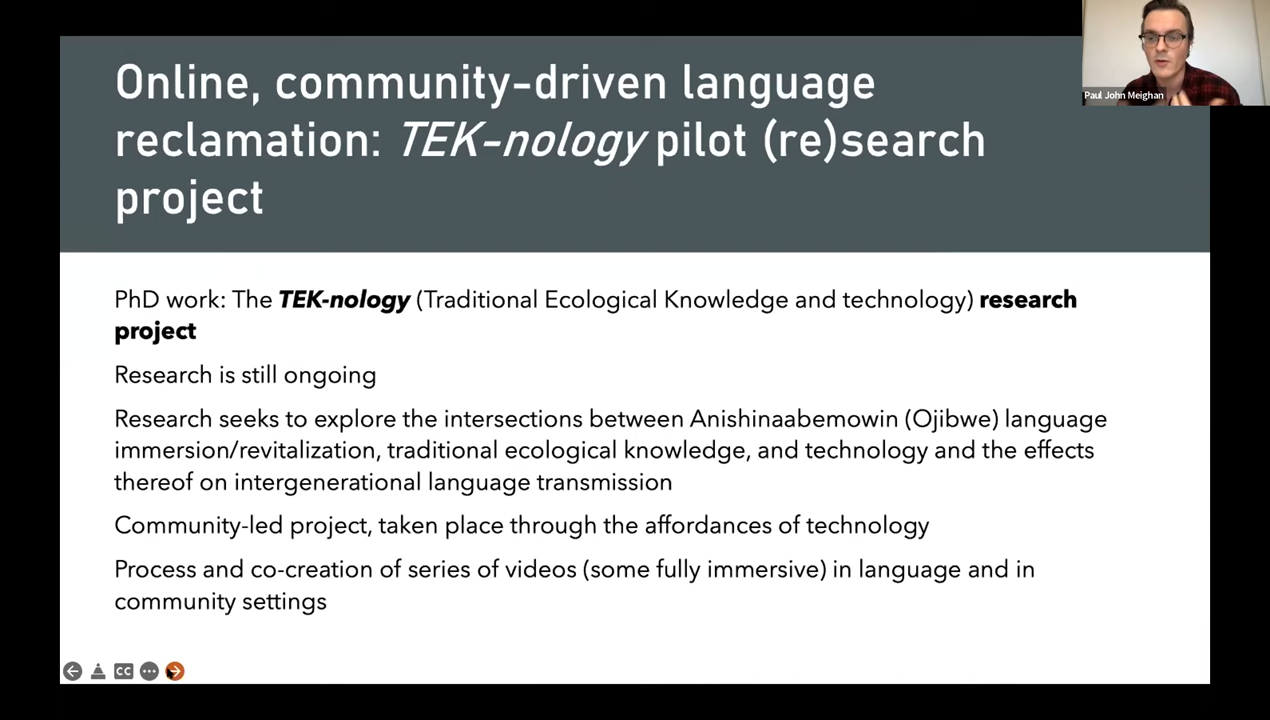 Online, community-driven language
reclamation: TEK-nology pilot (re)search
project
Paul John Meighan
PhD work: The TEK-nology (Traditional Ecological Knowledge and technology) research
project
Research is still ongoing
Research seeks to explore the intersections between Anishinaabemowin (Ojibwe) language
immersion/revitalization, traditional ecological knowledge, and technology and the effects
thereof on intergenerational language transmission
Community-led project, taken place through the affordances of technology
Process and co-creation of series of videos (some fully immersive) in language and in
community settings
CC